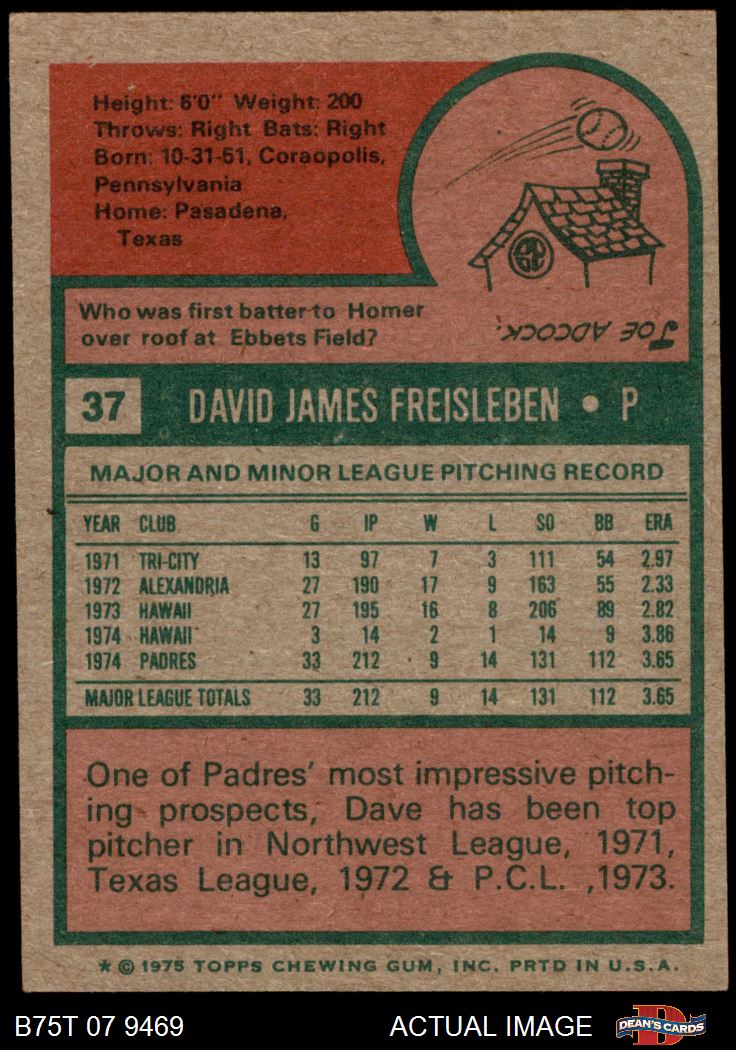 Height: 6'0" Weight: 200
Throws: Right Bats: Right
Born: 10-31-51, Coraopolis,
Pennsylvania
Home: Pasadena,
Texas
Who was first batter to Homer
over roof at Ebbets Field?
JOE ADCOCK.
37 DAVID JAMES FREISLEBEN • P
MAJOR AND MINOR LEAGUE PITCHING RECORD
YEAR CLUB G IP W L SO BB ERA
1971 TRI-CITY 13 97 7 3 111 54 2.97
1972 ALEXANDRIA 27 190 17 9 163 55 2.33
1973 HAWAII 27 195 16 8 206 89 2.82
1974 HAWAII 3 14 2 1 14 9 3.86
1974 PADRES 33 212 9 14 131 112 3.65
MAJOR LEAGUE TOTALS 33 212 9 14 131 112 3.65
One of Padres' most impressive pitch-
ing prospects, Dave has been top
pitcher in Northwest League, 1971,
Texas League, 1972 & P.C.L. ,1973.
* © 1975 TOPPS CHEWING GUM, INC. PRTD IN U.S.A.
B75T 07 9469 ACTUAL IMAGE D DEAN'S CARDS